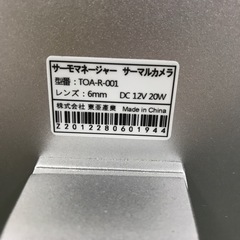 サーモマネージャー サーマルカメラ
型番：TOA-R-001
レンズ：6mm DC 12V 20W
株式会社 東亜産業 Made in China
Z2012280601944